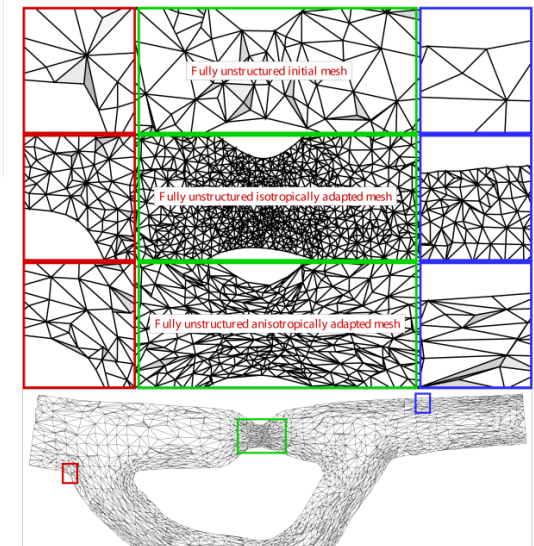 Fully unstructured initial mesh
Fully unstructured isotropically adapted mesh
Fully unstructured anisotropically adapted mesh